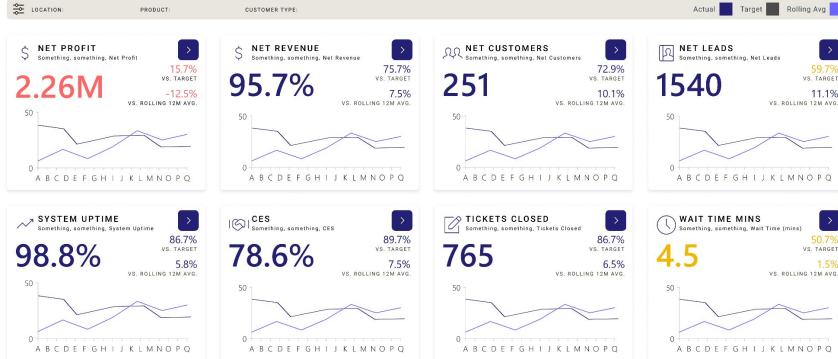 LOCATION: PRODUCT: CUSTOMER TYPE: Actual Target Rolling Avg
NET PROFIT
Something, something, Net Profit
2.26M
15.7%
VS. TARGET
-12.5%
VS. ROLLING 12M AVG.
50
0
A B C D E F G H I J K L M N O P Q
NET REVENUE
Something, something, Net Revenue
95.7%
75.7%
VS. TARGET
7.5%
VS. ROLLING 12M AVG.
50
0
A B C D E F G H I J K L M N O P Q
NET CUSTOMERS
Something, something, Net Customers
251
72.9%
VS. TARGET
10.1%
VS. ROLLING 12M AVG.
50
0
A B C D E F G H I J K L M N O P Q
NET LEADS
Something, something, Net Leads
1540
59.7%
VS. TARGET
11.1%
VS. ROLLING 12M AVG.
50
0
A B C D E F G H I J K L M N O P Q
SYSTEM UPTIME
Something, something, System Uptime
98.8%
86.7%
VS. TARGET
5.8%
VS. ROLLING 12M AVG.
50
0
A B C D E F G H I J K L M N O P Q
CES
Something, something, CES
78.6%
89.7%
VS. TARGET
7.5%
VS. ROLLING 12M AVG.
50
0
A B C D E F G H I J K L M N O P Q
TICKETS CLOSED
Something, something, Tickets Closed
765
86.7%
VS. TARGET
6.5%
VS. ROLLING 12M AVG.
50
0
A B C D E F G H I J K L M N O P Q
WAIT TIME MINS
Something, something, Wait Time (mins)
4.5
50.7%
VS. TARGET
1.5%
VS. ROLLING 12M AVG.
50
0
A B C D E F G H I J K L M N O P Q